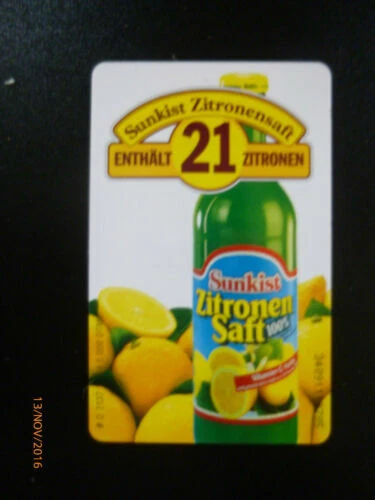 Sunkist Zitronensaft
ENTHÄLT 21 ZITRONEN
Sunkist
Zitronen
Saft 100%
13/NOV/2016